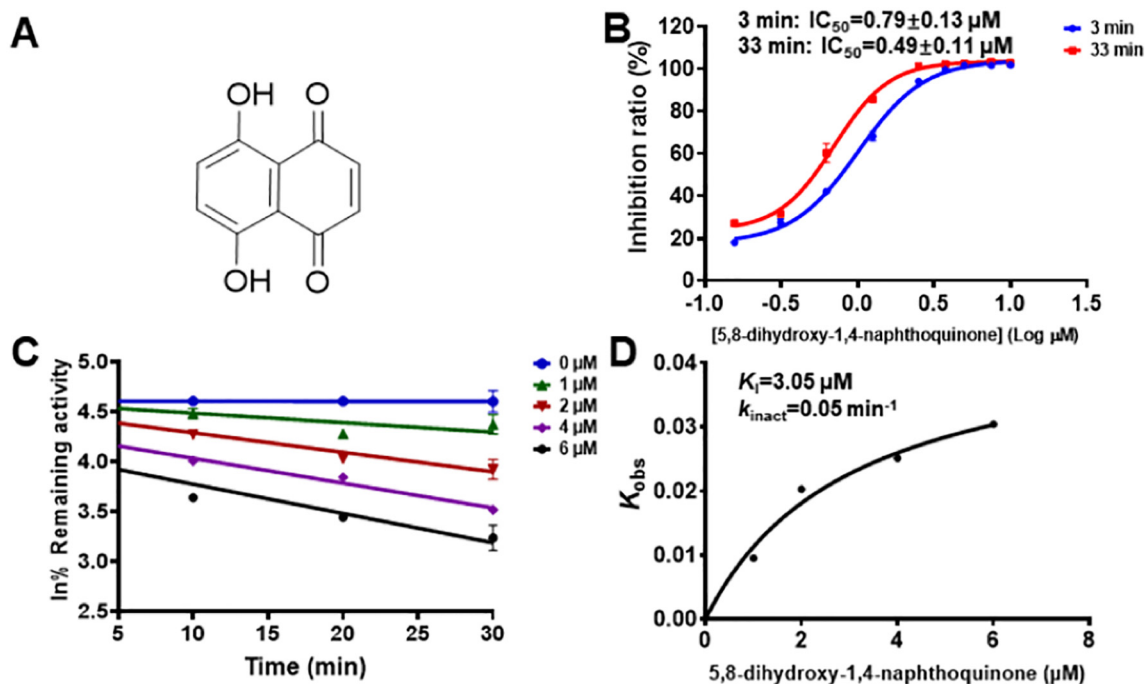 A
OH
O
OH
O
B
3 min: IC50=0.79±0.13 μM
33 min: IC50=0.49±0.11 μM
3 min
33 min
Inhibition ratio (%)
120
100
80
60
40
20
0
-1.0 -0.5 0.0 0.5 1.0 1.5
[5,8-dihydroxy-1,4-naphthoquinone] (Log μM)
C
ln% Remaining activity
5.0
4.5
4.0
3.5
3.0
2.5
5 10 15 20 25 30
Time (min)
0 μM
1 μM
2 μM
4 μM
6 μM
D
KI=3.05 μM
kinact=0.05 min-1
Kobs
0.04
0.03
0.02
0.01
0.00
0 2 4 6 8
5,8-dihydroxy-1,4-naphthoquinone (μM)